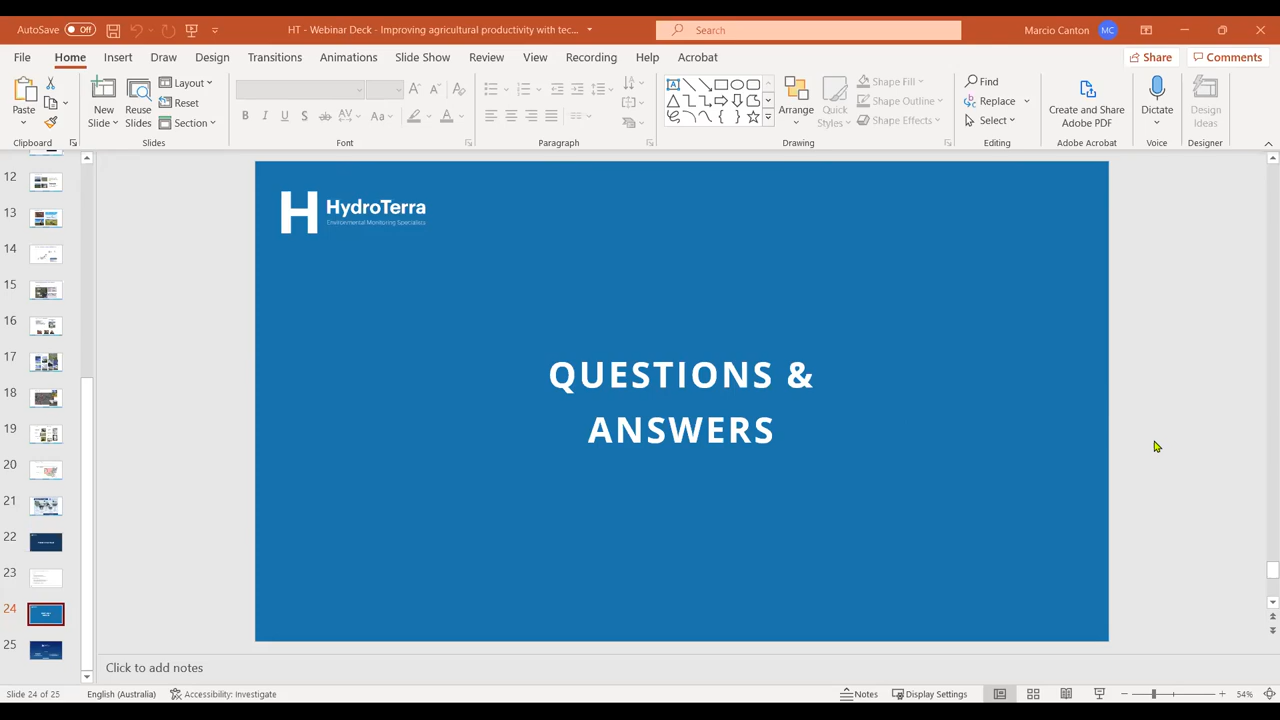 AutoSave Off
HT - Webinar Deck - Improving agricultural productivity with tec...
Search
Marcio Canton MC
File Home Insert Draw Design Transitions Animations Slide Show Review View Recording Help Acrobat
Share Comments
Paste
New Slide
Reuse Slides
Layout
Reset
Section
Arrange
Quick Styles
Shape Fill
Shape Outline
Shape Effects
Find
Replace
Select
Create and Share Adobe PDF
Dictate
Design Ideas
Clipboard Slides Font Paragraph Drawing Editing Adobe Acrobat Voice Designer
12
13
14
15
16
17
18
19
20
21
22
23
24
25
H HydroTerra
Environmental Monitoring Specialists
QUESTIONS &
ANSWERS
Click to add notes
Slide 24 of 25 English (Australia) Accessibility: Investigate Notes Display Settings 54%